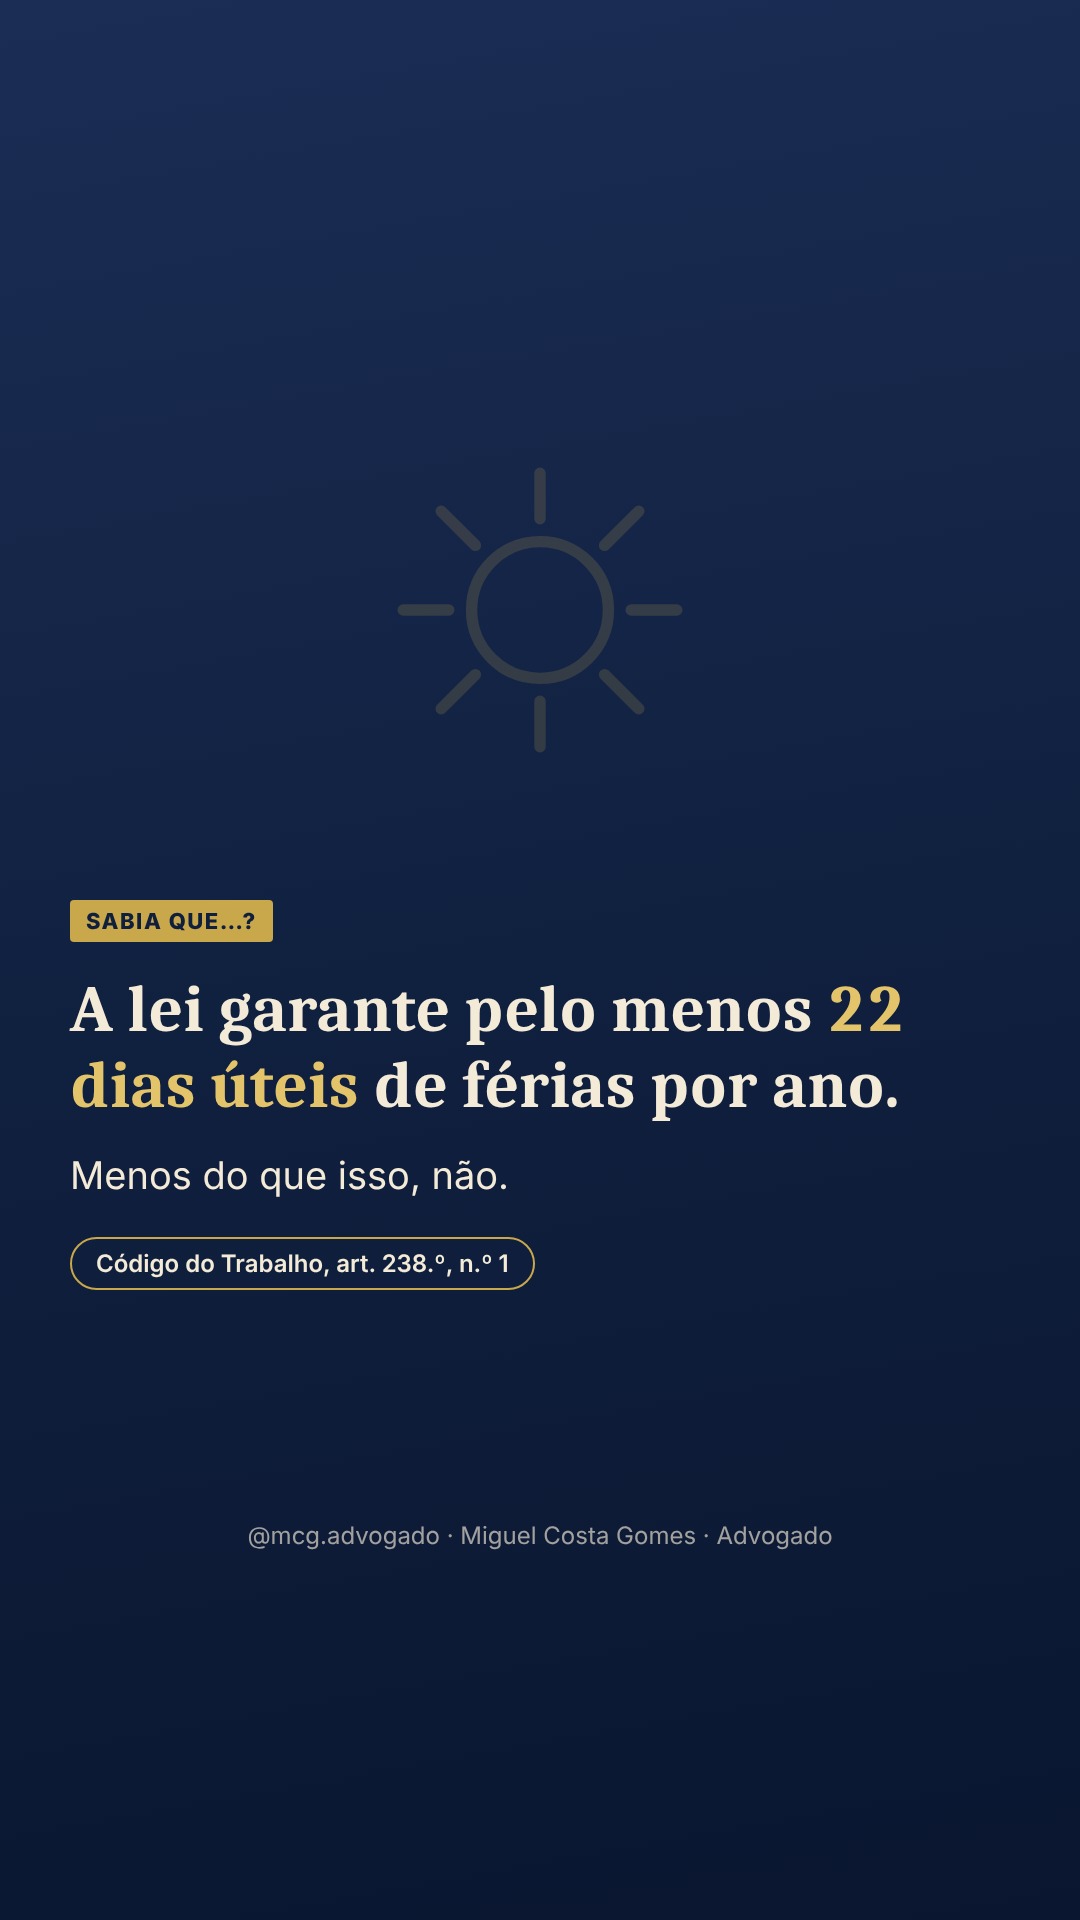 SABIA QUE...?
A lei garante pelo menos 22
dias úteis de férias por ano.
Menos do que isso, não.
Código do Trabalho, art. 238.º, n.º 1
@mcg.advogado · Miguel Costa Gomes · Advogado